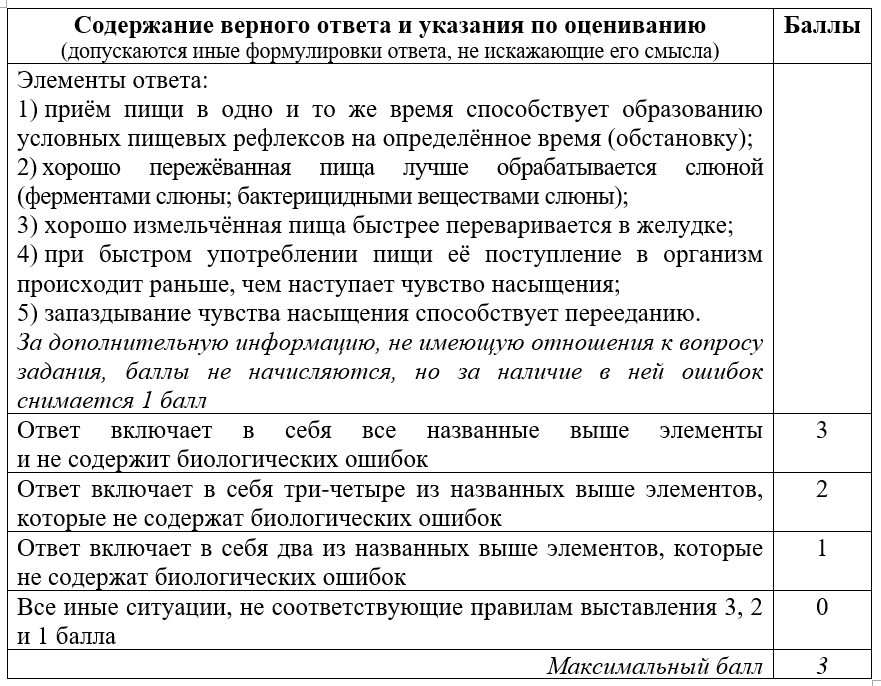 Содержание верного ответа и указания по оцениванию
(допускаются иные формулировки ответа, не искажающие его смысла)
Баллы
Элементы ответа:
1) приём пищи в одно и то же время способствует образованию
условных пищевых рефлексов на определённое время (обстановку);
2) хорошо пережёванная пища лучше обрабатывается слюной
(ферментами слюны; бактерицидными веществами слюны);
3) хорошо измельчённая пища быстрее переваривается в желудке;
4) при быстром употреблении пищи её поступление в организм
происходит раньше, чем наступает чувство насыщения;
5) запаздывание чувства насыщения способствует перееданию.
За дополнительную информацию, не имеющую отношения к вопросу
задания, баллы не начисляются, но за наличие в ней ошибок
снимается 1 балл
Ответ включает в себя все названные выше элементы
и не содержит биологических ошибок
3
Ответ включает в себя три-четыре из названных выше элементов,
которые не содержат биологических ошибок
2
Ответ включает в себя два из названных выше элементов, которые
не содержат биологических ошибок
1
Все иные ситуации, не соответствующие правилам выставления 3, 2
и 1 балла
0
Максимальный балл
3